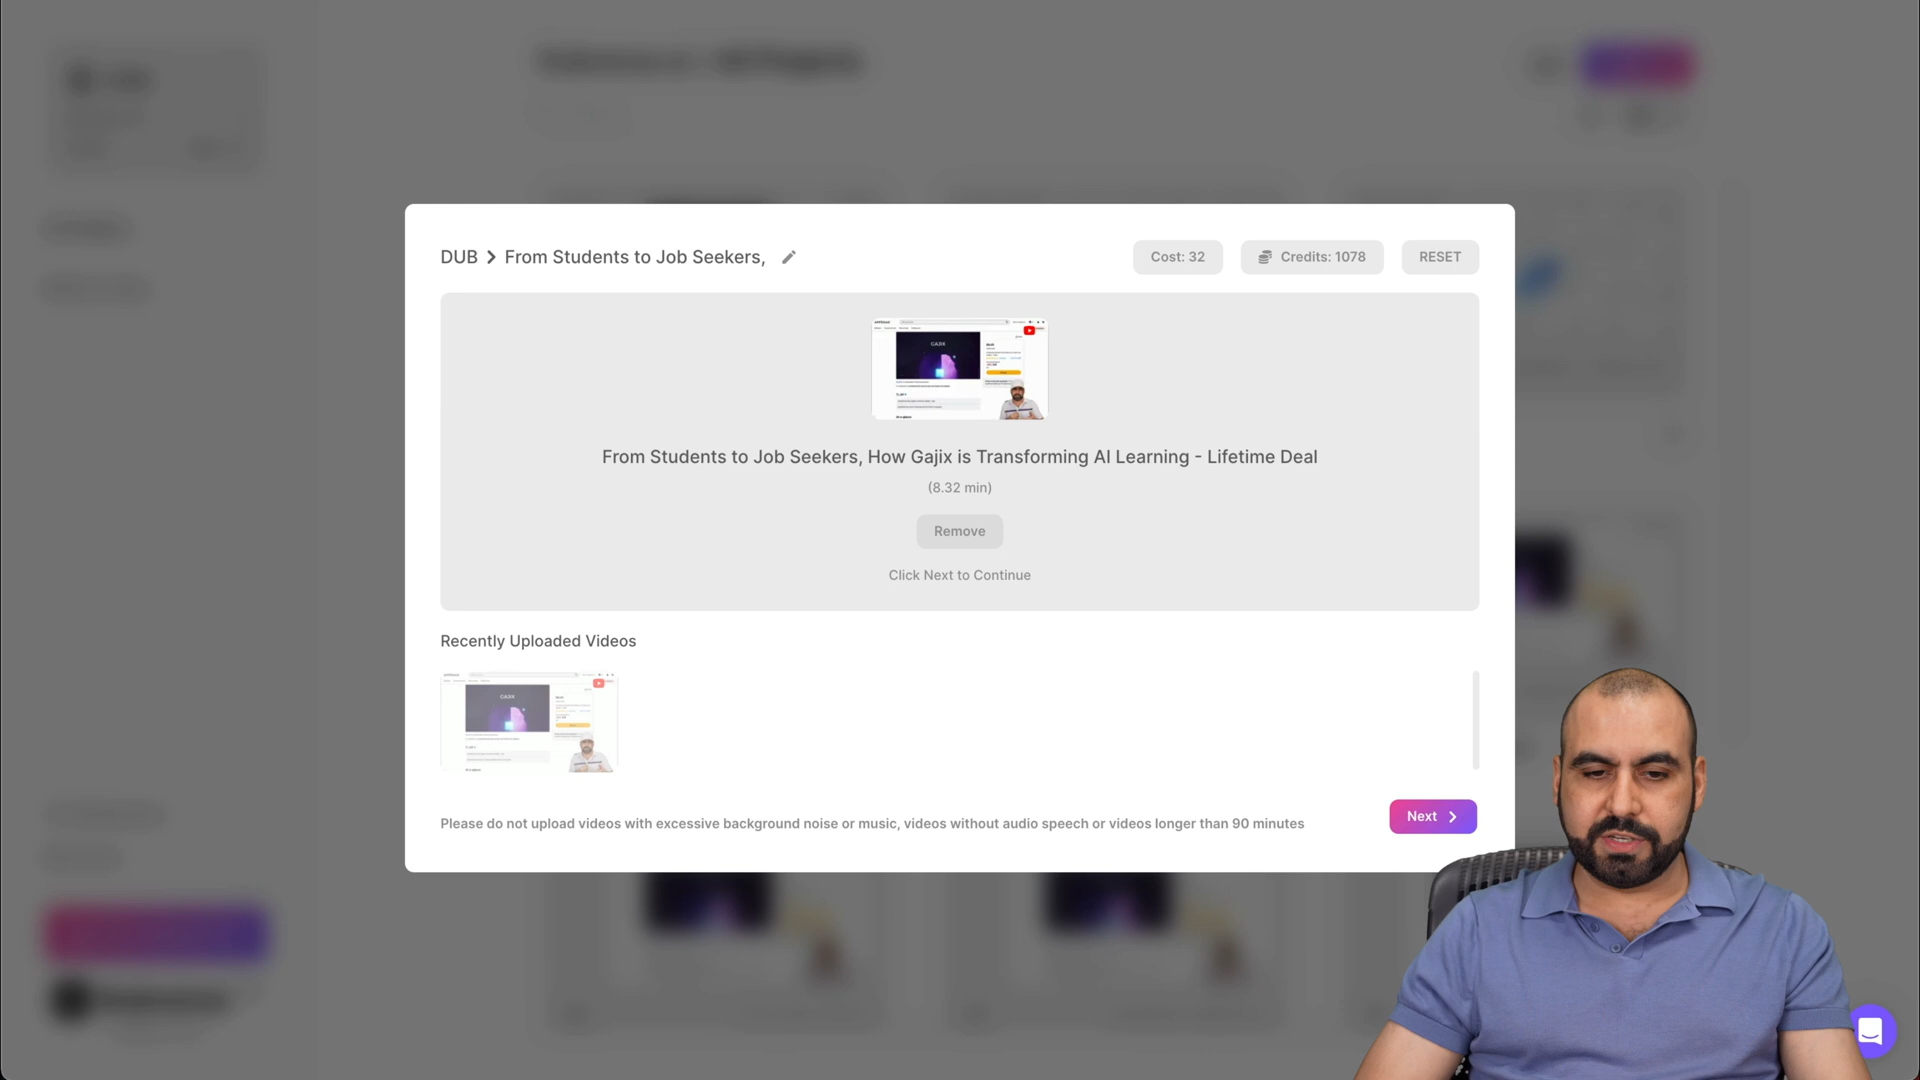 DUB > From Students to Job Seekers,
Cost: 32
Credits: 1078
RESET
GAJIX
From Students to Job Seekers, How Gajix is Transforming AI Learning - Lifetime Deal
(8.32 min)
Remove
Click Next to Continue
Recently Uploaded Videos
GAJIX
Please do not upload videos with excessive background noise or music, videos without audio speech or videos longer than 90 minutes
Next >